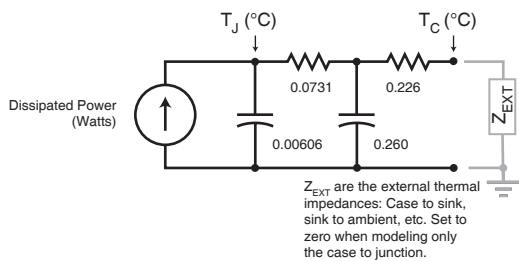 T_J (°C)
T_C (°C)
0.0731
0.226
Dissipated Power
(Watts)
Z_EXT
0.00606
0.260
Z_EXT are the external thermal
impedances: Case to sink,
sink to ambient, etc. Set to
zero when modeling only
the case to junction.